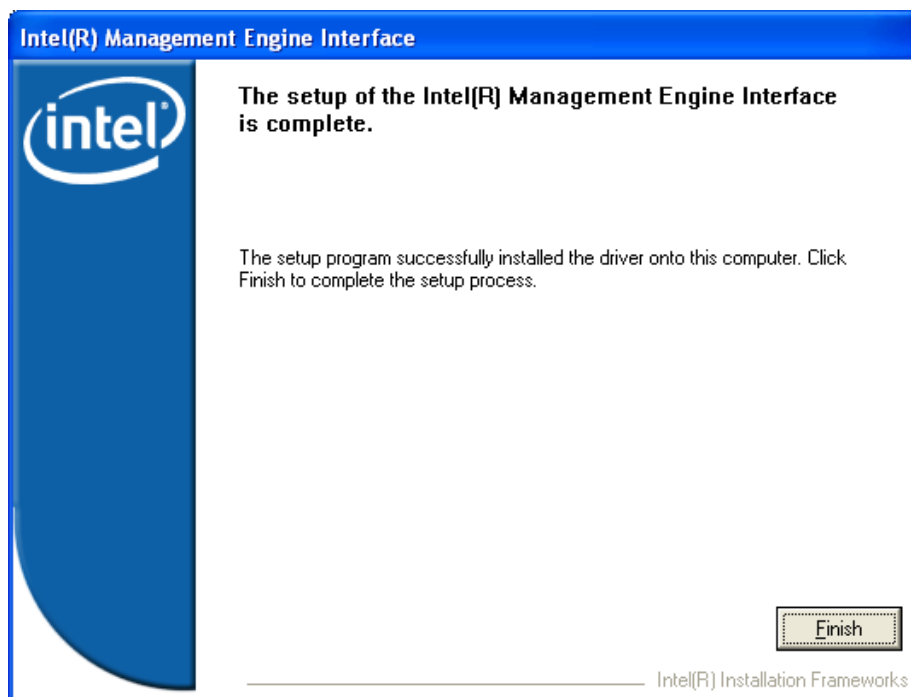 Intel(R) Management Engine Interface
intel®
The setup of the Intel(R) Management Engine Interface
is complete.
The setup program successfully installed the driver onto this computer. Click
Finish to complete the setup process.
Finish
Intel(R) Installation Frameworks